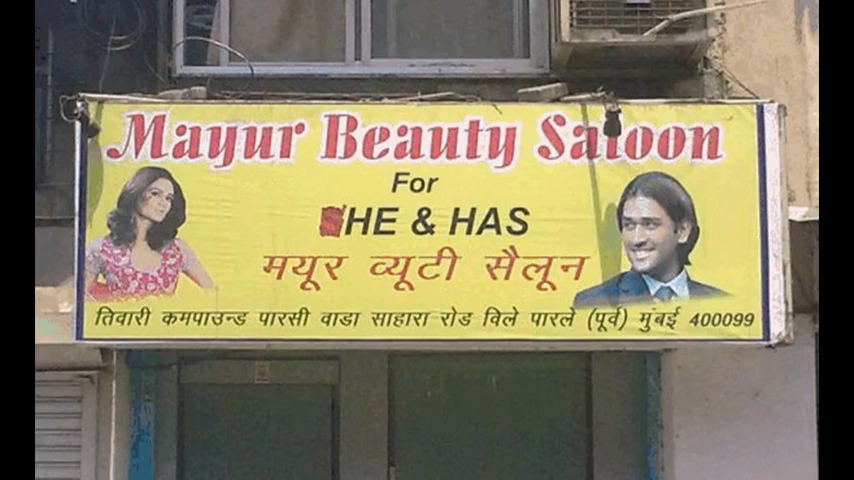 Mayur Beauty Saloon
For
HE & HAS
मयूर व्यूटी सैलून
तिवारी कमपाउन्ड पारसी वाडा साहारा रोड विले पारले (पूर्व) मुंबई 400099